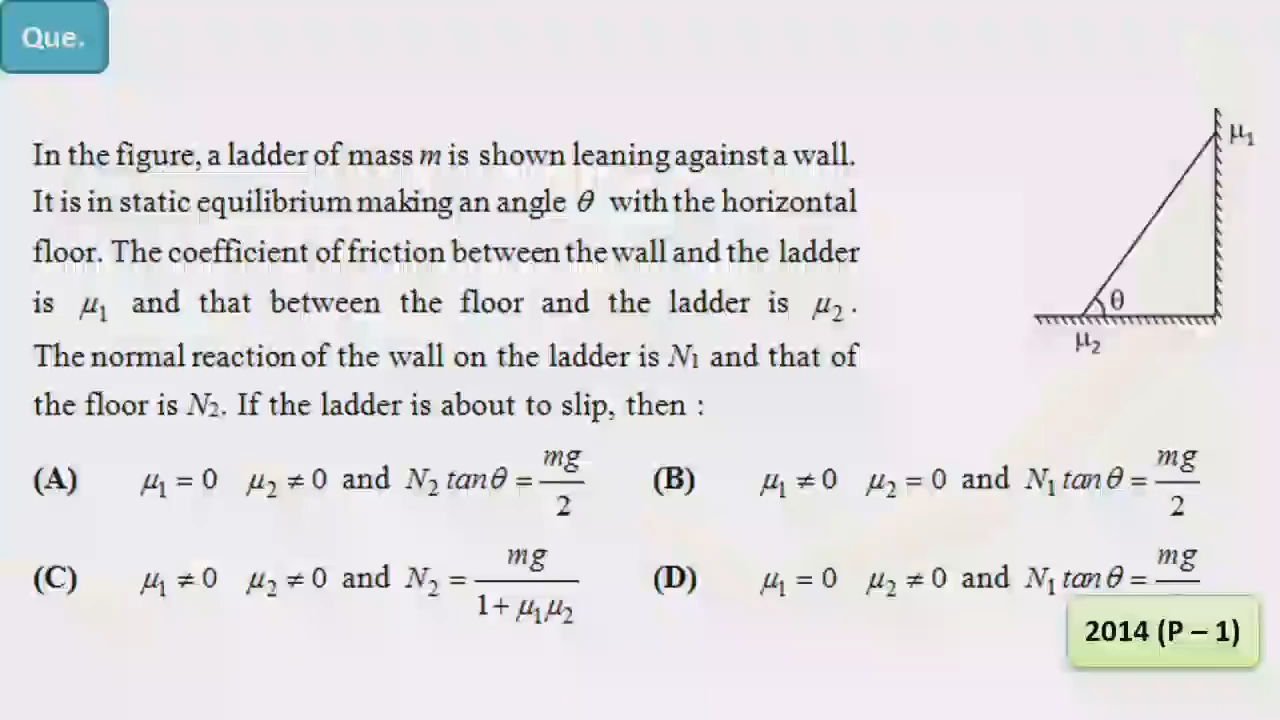 Que.
In the figure, a ladder of mass m is shown leaning against a wall.
It is in static equilibrium making an angle θ with the horizontal
floor. The coefficient of friction between the wall and the ladder
is μ₁ and that between the floor and the ladder is μ₂.
The normal reaction of the wall on the ladder is N₁ and that of
the floor is N₂. If the ladder is about to slip, then :
μ₁
θ
μ₂
(A) μ₁ = 0 μ₂ ≠ 0 and N₂ tan θ = mg/2
(B) μ₁ ≠ 0 μ₂ = 0 and N₁ tan θ = mg/2
(C) μ₁ ≠ 0 μ₂ ≠ 0 and N₂ = mg/(1 + μ₁μ₂)
(D) μ₁ = 0 μ₂ ≠ 0 and N₁ tan θ = mg
2014 (P – 1)